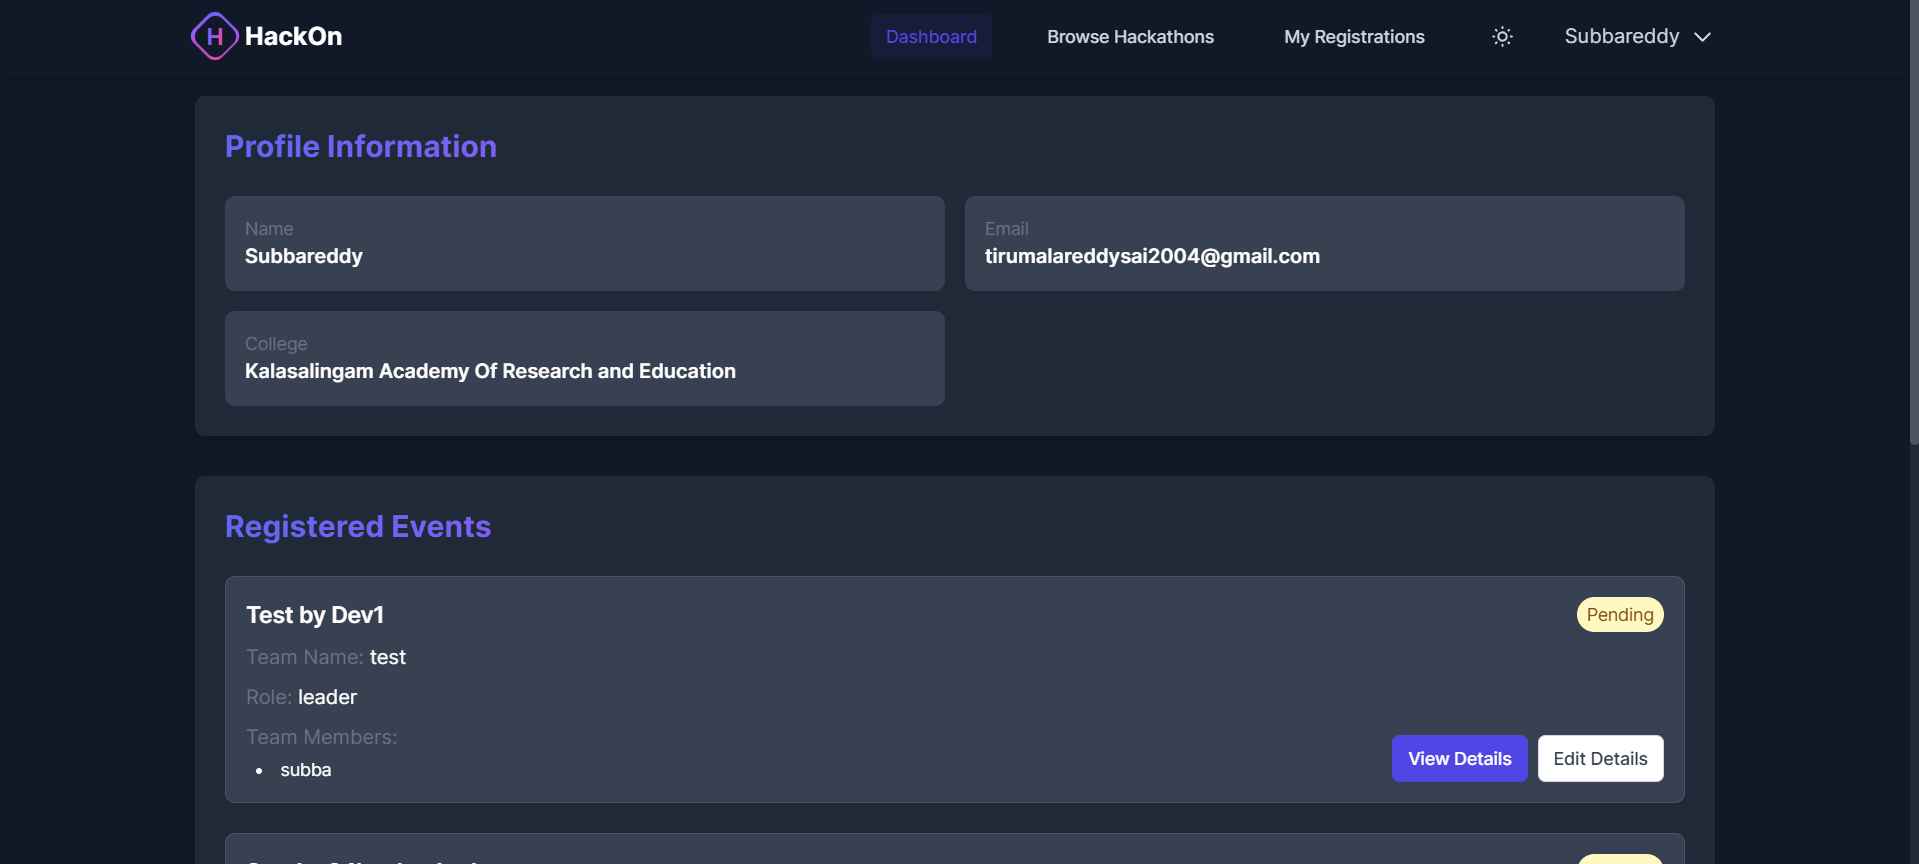 H HackOn
Dashboard
Browse Hackathons
My Registrations
Subbareddy
Profile Information
Name
Subbareddy
Email
tirumalareddysai2004@gmail.com
College
Kalasalingam Academy Of Research and Education
Registered Events
Test by Dev1
Pending
Team Name: test
Role: leader
Team Members:
• subba
View Details
Edit Details